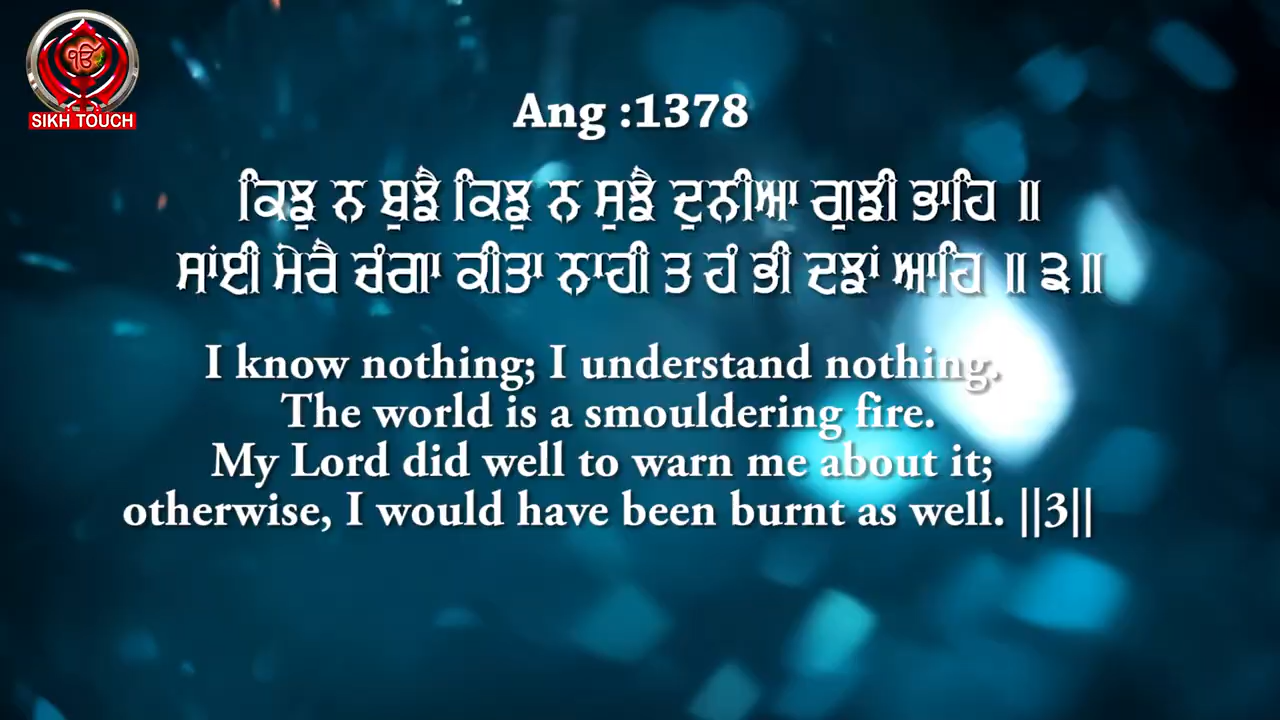 SIKH TOUCH
Ang :1378
ਕਿਝੁ ਨ ਬੁਝੈ ਕਿਝੁ ਨ ਸੁਝੈ ਦੁਨੀਆ ਗੁਝੀ ਭਾਹਿ ॥
ਸਾਂਈ ਮੇਰੈ ਚੰਗਾ ਕੀਤਾ ਨਾਹੀ ਤ ਹੰ ਭੀ ਦਝਾਂ ਆਹਿ ॥੩॥
I know nothing; I understand nothing.
The world is a smouldering fire.
My Lord did well to warn me about it;
otherwise, I would have been burnt as well. ||3||